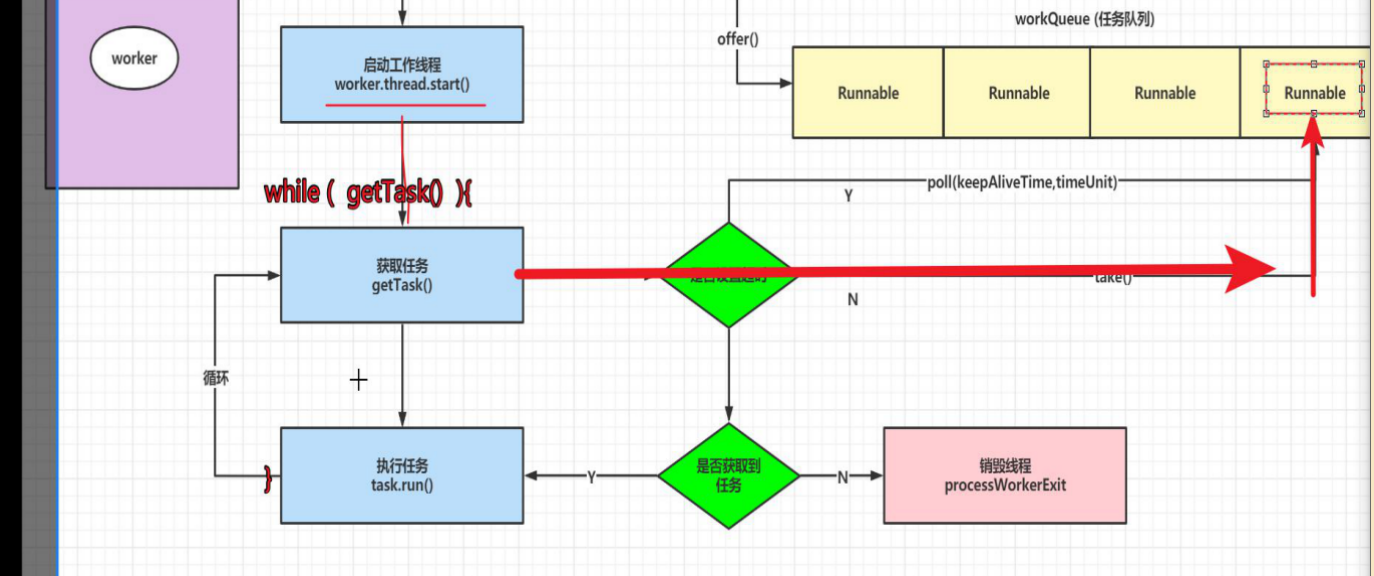 workQueue (任务队列)
worker
启动工作线程
worker.thread.start()
offer()
Runnable
Runnable
Runnable
Runnable
while ( getTask() ){
poll(keepAliveTime,timeUnit)
Y
获取任务
getTask()
take()
N
循环
}
执行任务
task.run()
Y
是否获取到
任务
N
销毁线程
processWorkerExit